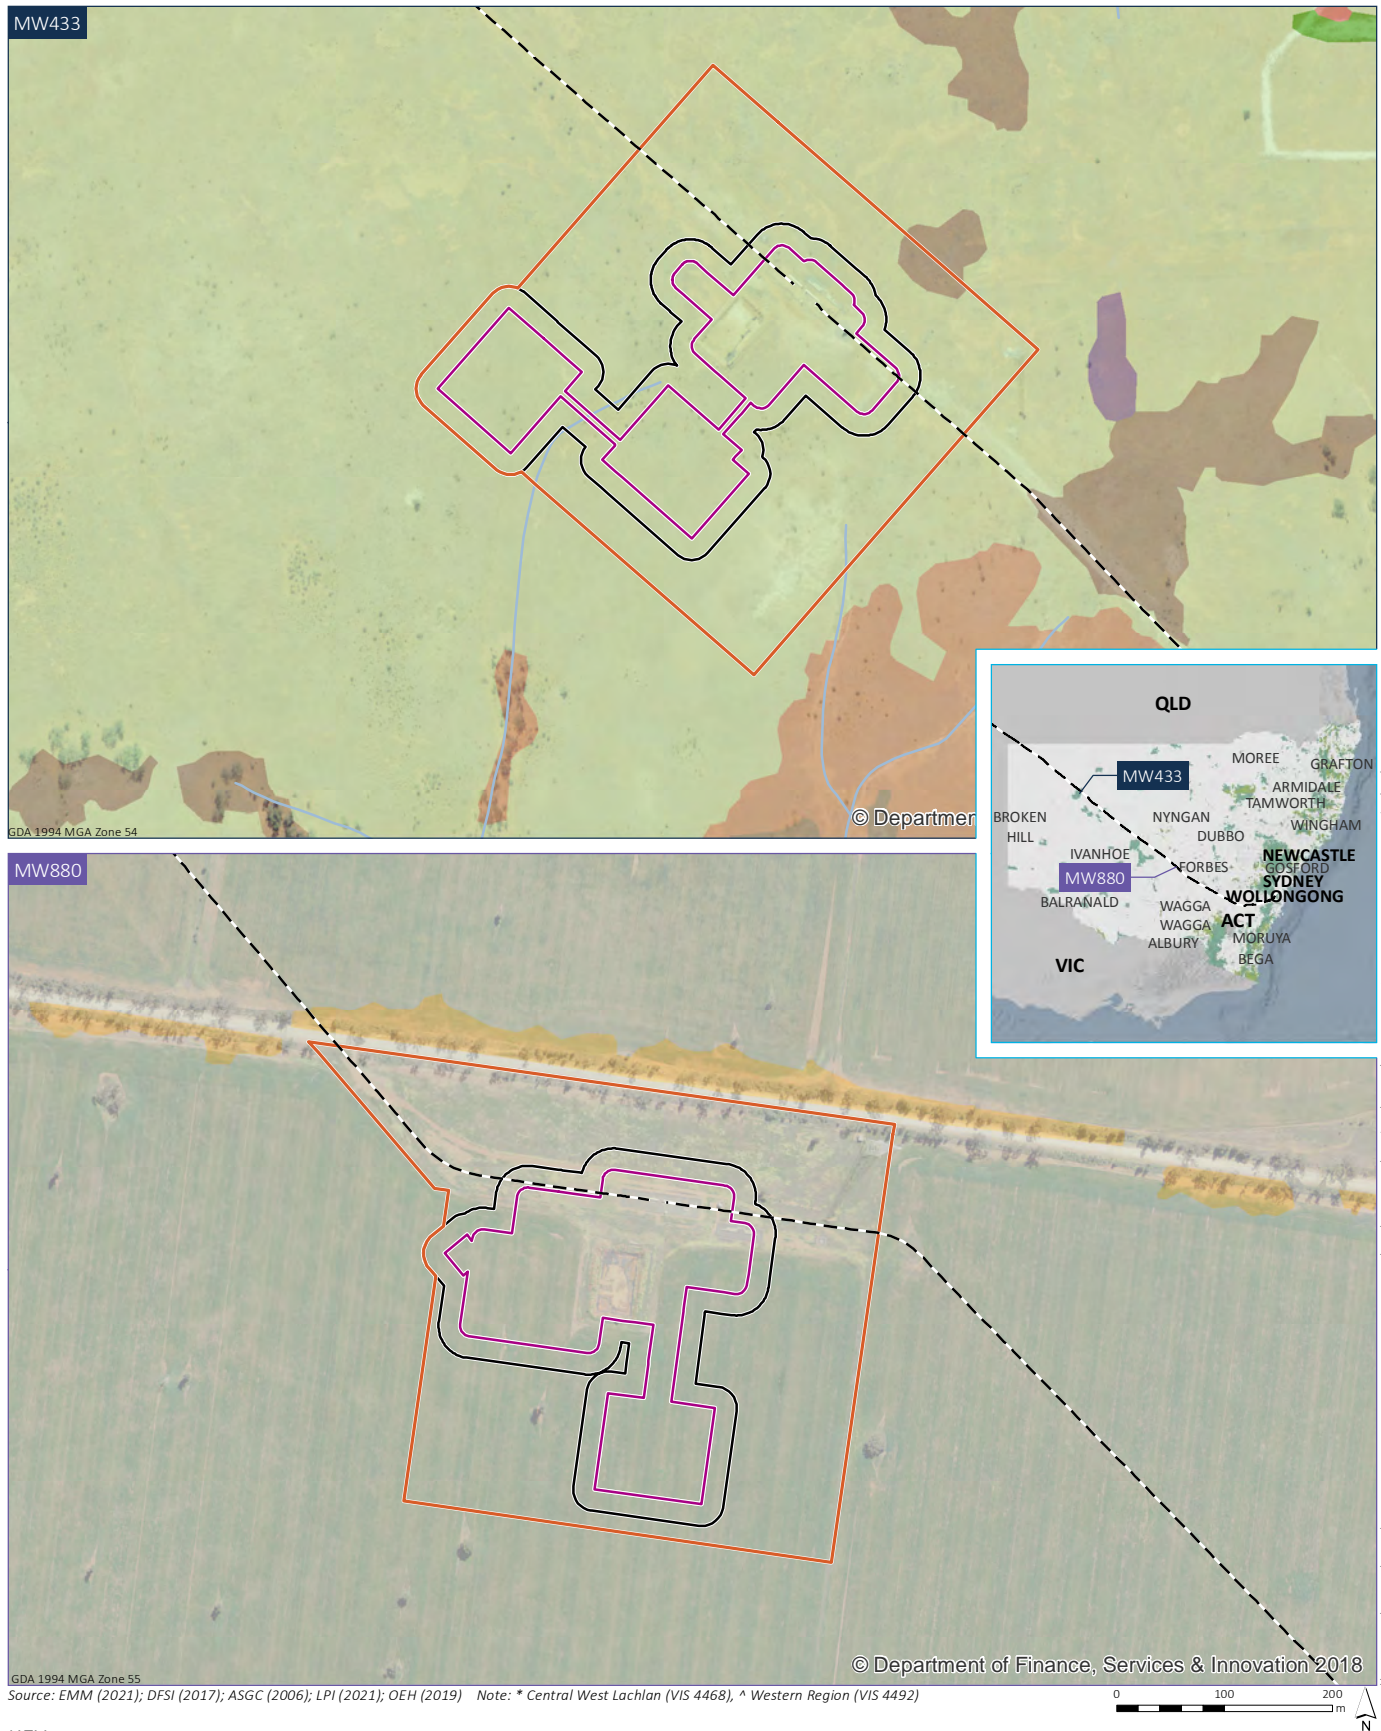 MW433
QLD
MOREE
GRAFTON
MW433
ARMIDALE
TAMWORTH
BROKEN
HILL
NYNGAN
WINGHAM
DUBBO
IVANHOE
NEWCASTLE
FORBES
GOSFORD
MW880
SYDNEY
WOLLONGONG
BALRANALD
WAGGA
WAGGA
ACT
ALBURY
MORUYA
BEGA
VIC
© Departmen
GDA 1994 MGA Zone 54
MW880
© Department of Finance, Services & Innovation 2018
GDA 1994 MGA Zone 55
Source: EMM (2021); DFSI (2017); ASGC (2006); LPI (2021); OEH (2019) Note: * Central West Lachlan (VIS 4468), ^ Western Region (VIS 4492)
0 100 200
m
N